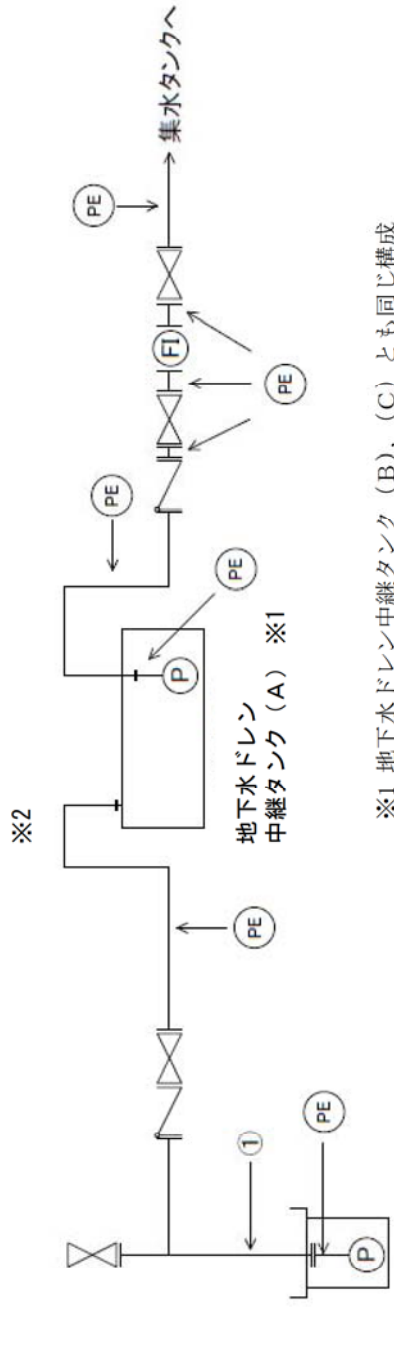 集水タンクへ
PE
FI
PE
PE
PE
P
※2
地下水ドレン
中継タンク（A） ※1
PE
①
PE
P
※1 地下水ドレン中継タンク（B），（C）とも同じ構成